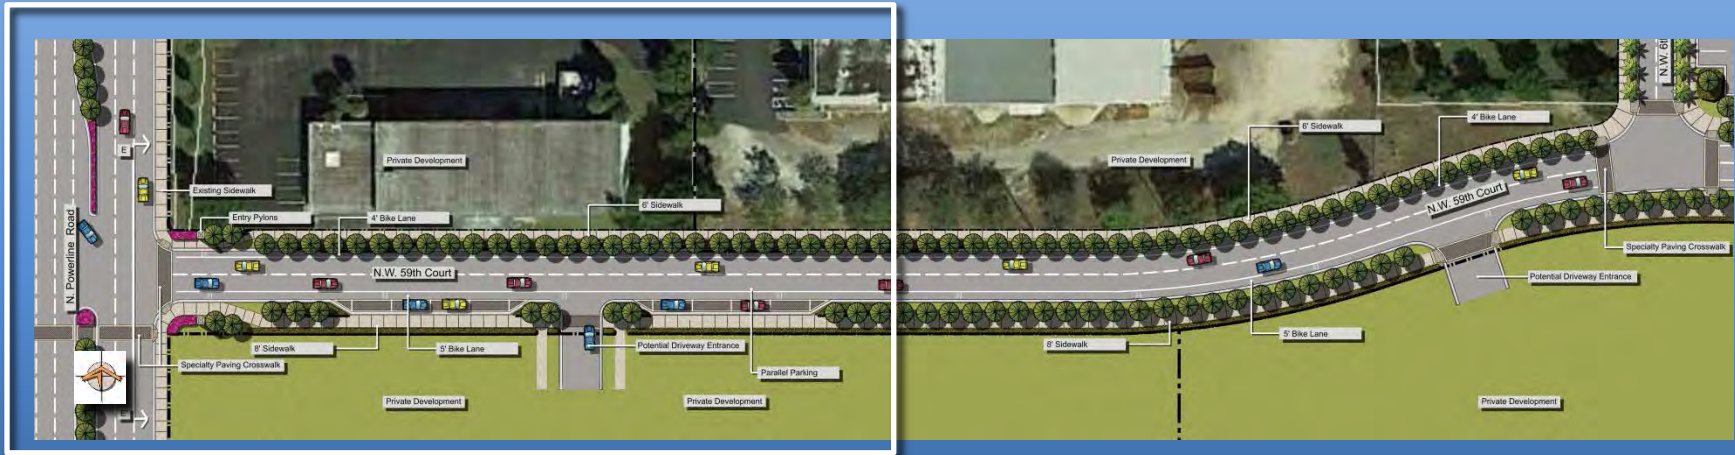 N.W. 6th
6' Sidewalk
4' Bike Lane
E
Private Development
Private Development
Existing Sidewalk
N.W. 59th Court
6' Sidewalk
Entry Pylons
4' Bike Lane
N. Powerline Road
Specialty Paving Crosswalk
N.W. 59th Court
Potential Driveway Entrance
5' Bike Lane
8' Sidewalk
5' Bike Lane
Potential Driveway Entrance
8' Sidewalk
Specialty Paving Crosswalk
Parallel Parking
Private Development
Private Development
Private Development
E'